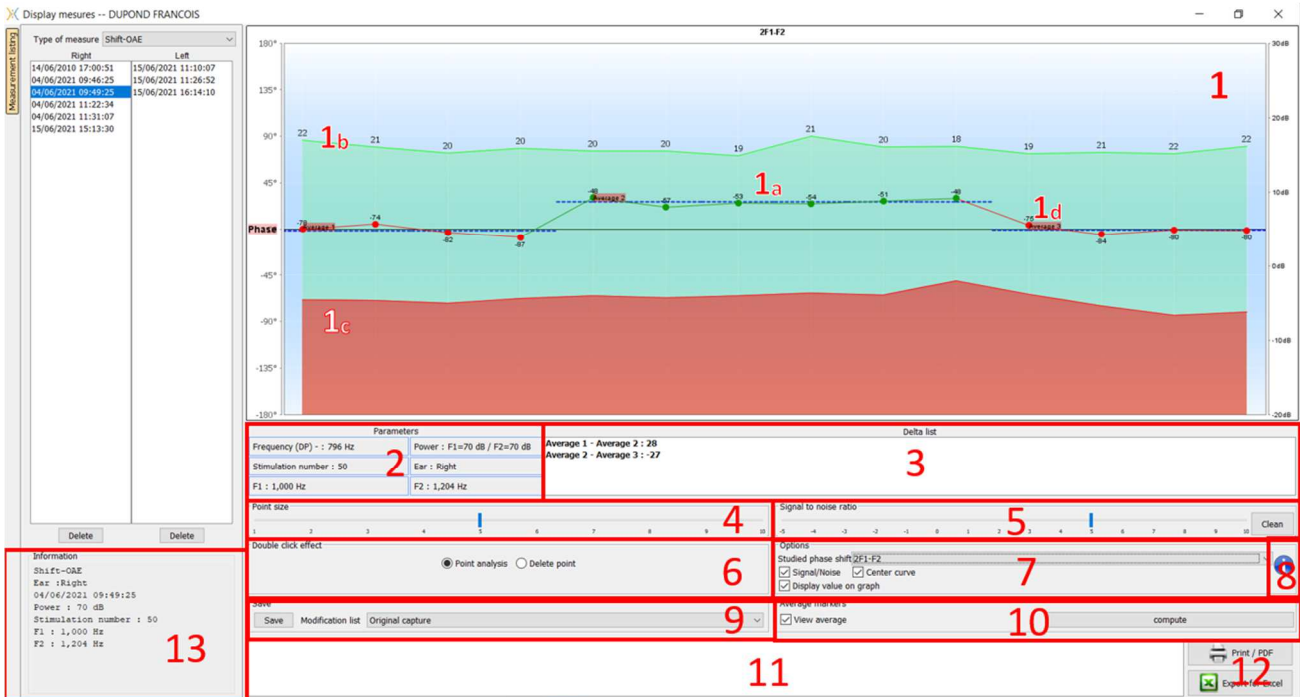 Display mesures -- DUPOND FRANCOIS
Measurement listing
Type of measure Shift-OAE
Right Left
14/06/2010 17:00:51 15/06/2021 11:10:07
04/06/2021 09:46:25 15/06/2021 11:26:52
04/06/2021 09:49:25 15/06/2021 16:14:10
04/06/2021 11:22:34
04/06/2021 11:31:07
15/06/2021 15:13:30
Delete Delete
2F1-F2
180° 30dB
1
135°
20dB
90°
22 21 20 20 20 20 19 21 20 18 19 21 22 22
1b
45°
1a
10dB
-48 -57 -53 -54 -51 -48
Average 2
1d
Phase
-78 -74 -82 -87 -75 -84 -80 -80
Average 1 Average 3
-45° 0dB
-90°
1c
-10dB
-135°
-180° -20dB
Parameters
Frequency (DP) - : 796 Hz Power : F1=70 dB / F2=70 dB
Stimulation number : 50 Ear : Right
F1 : 1,000 Hz F2 : 1,204 Hz
2
Delta list
Average 1 - Average 2 : 28
Average 2 - Average 3 : -27
3
Point size
1 2 3 4 5 6 7 8 9 10
4
Signal to noise ratio
-5 -4 -3 -2 -1 0 1 2 3 4 5 6 7 8 9 10
Clean
5
Double click effect
Point analysis Delete point
6
Options
Studied phase shift 2F1-F2
Signal/Noise Center curve
Display value on graph
7
8
Save
Save Modification list Original capture
9
Average markers
View average compute
10
11
Print / PDF
Export for Excel
12
Information
Shift-OAE
Ear :Right
04/06/2021 09:49:25
Power : 70 dB
Stimulation number : 50
F1 : 1,000 Hz
F2 : 1,204 Hz
13